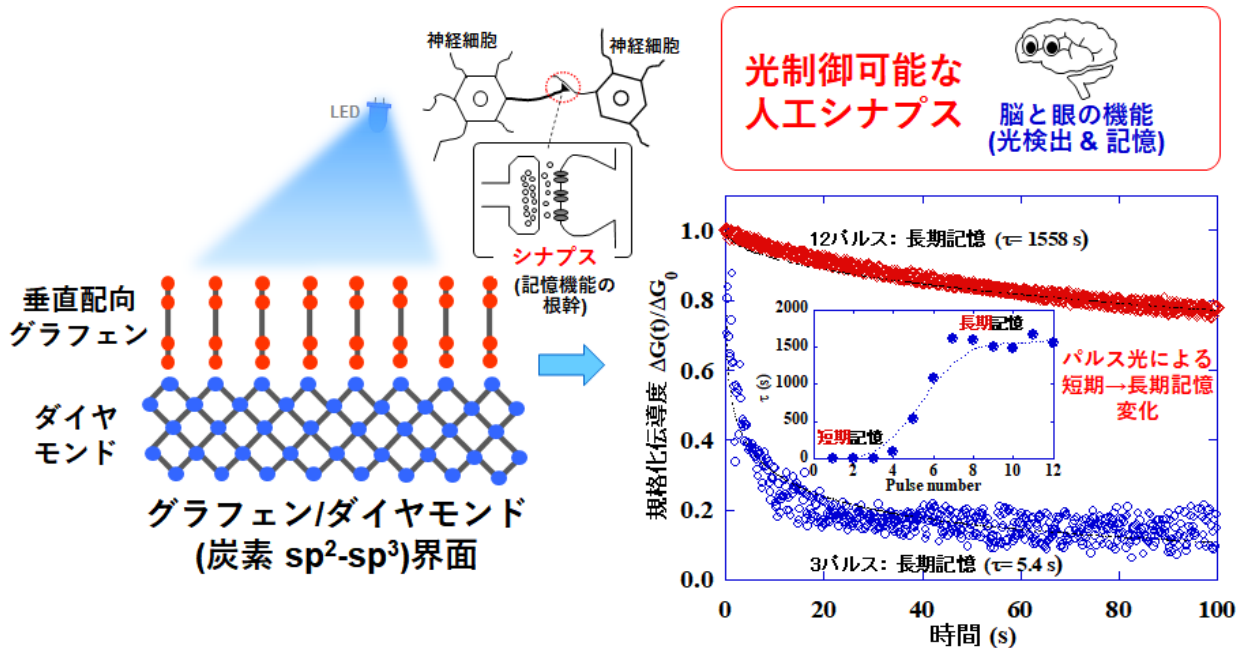 神経細胞
神経細胞
LED
シナプス
(記憶機能の
根幹)
垂直配向
グラフェン
ダイヤ
モンド
グラフェン/ダイヤモンド
(炭素 sp²-sp³)界面
光制御可能な
人工シナプス
脳と眼の機能
(光検出 & 記憶)
規格化伝導度 ΔG(t)/ΔG₀
1.0
0.8
0.6
0.4
0.2
0.0
12パルス: 長期記憶 (τ= 1558 s)
τ (s)
2000
1500
1000
500
0
長期記憶
短期記憶
0 2 4 6 8 10 12
Pulse number
パルス光による
短期→長期記憶
変化
3パルス: 長期記憶 (τ= 5.4 s)
0 20 40 60 80 100
時間 (s)